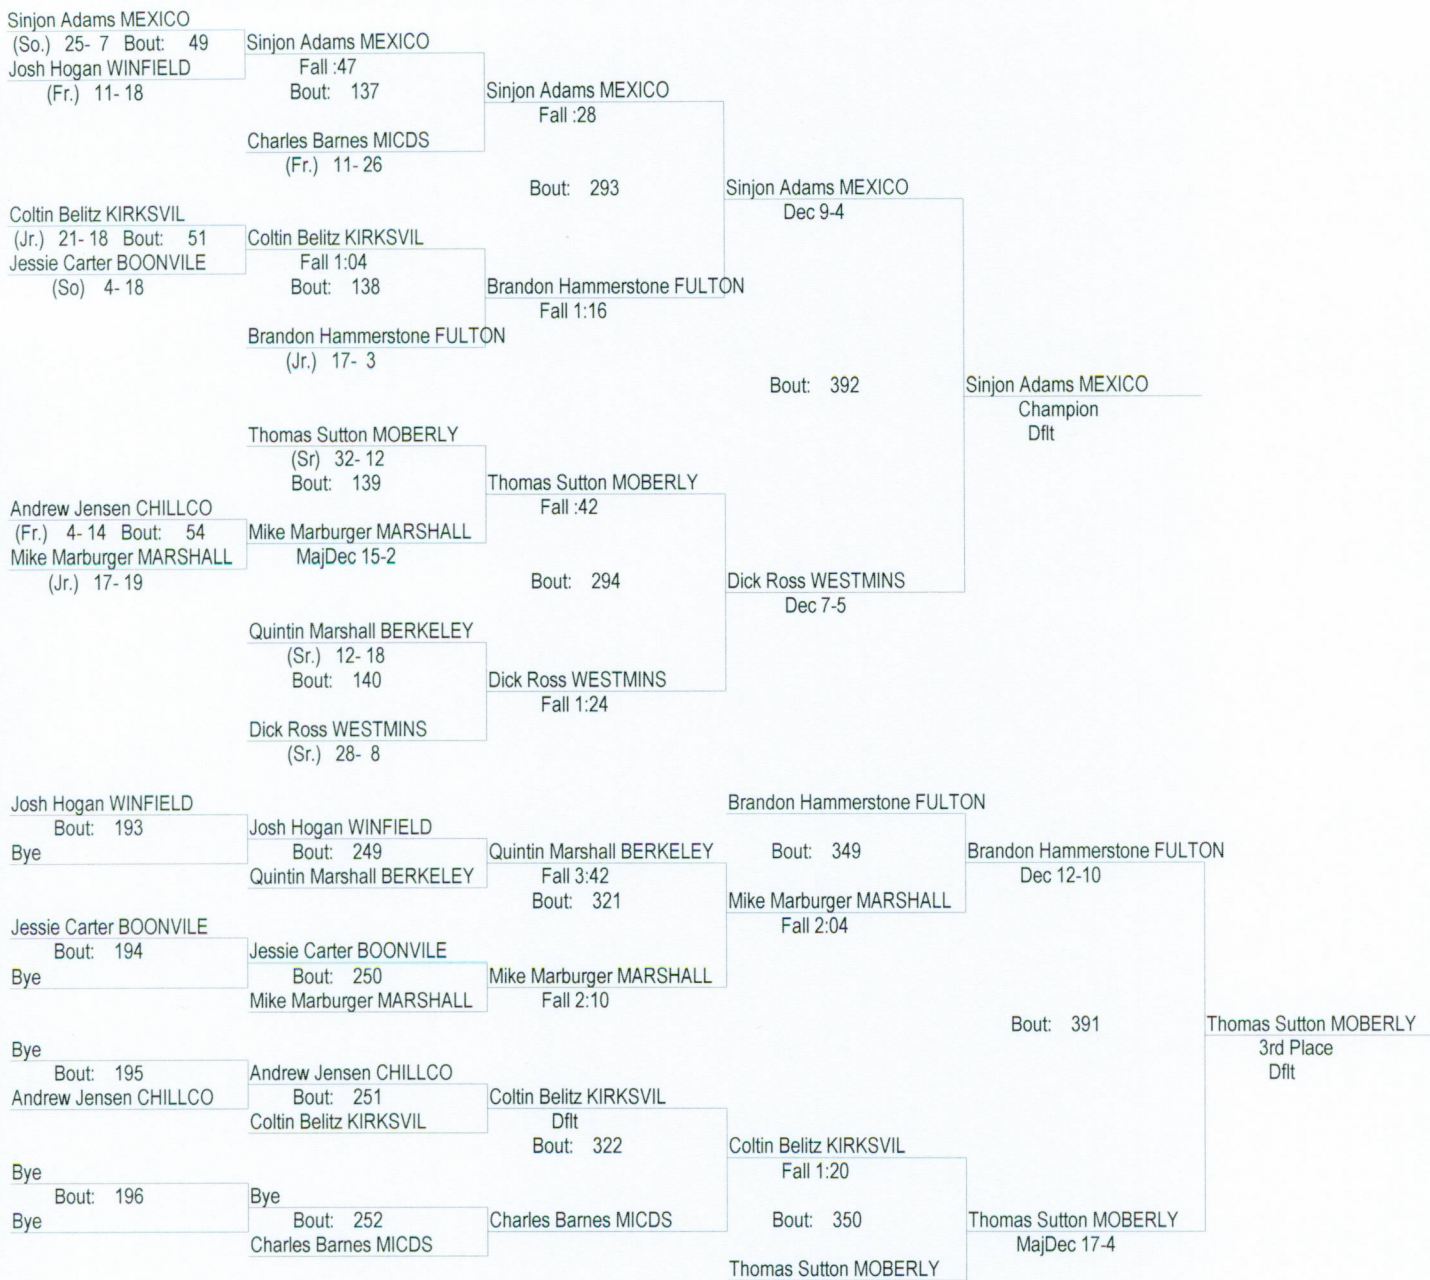 Sinjon Adams MEXICO
(So.) 25- 7 Bout: 49
Josh Hogan WINFIELD
(Fr.) 11- 18
Sinjon Adams MEXICO
Fall :47
Bout: 137
Charles Barnes MICDS
(Fr.) 11- 26
Sinjon Adams MEXICO
Fall :28
Bout: 293
Coltin Belitz KIRKSVIL
(Jr.) 21- 18 Bout: 51
Jessie Carter BOONVILE
(So) 4- 18
Coltin Belitz KIRKSVIL
Fall 1:04
Bout: 138
Brandon Hammerstone FULTON
(Jr.) 17- 3
Brandon Hammerstone FULTON
Fall 1:16
Sinjon Adams MEXICO
Dec 9-4
Bout: 392
Sinjon Adams MEXICO
Champion
Dflt
Thomas Sutton MOBERLY
(Sr) 32- 12
Bout: 139
Andrew Jensen CHILLCO
(Fr.) 4- 14 Bout: 54
Mike Marburger MARSHALL
(Jr.) 17- 19
Mike Marburger MARSHALL
MajDec 15-2
Thomas Sutton MOBERLY
Fall :42
Bout: 294
Dick Ross WESTMINS
Dec 7-5
Quintin Marshall BERKELEY
(Sr.) 12- 18
Bout: 140
Dick Ross WESTMINS
(Sr.) 28- 8
Dick Ross WESTMINS
Fall 1:24
Josh Hogan WINFIELD
Bout: 193
Bye
Josh Hogan WINFIELD
Bout: 249
Quintin Marshall BERKELEY
Quintin Marshall BERKELEY
Fall 3:42
Bout: 321
Brandon Hammerstone FULTON
Bout: 349
Mike Marburger MARSHALL
Fall 2:04
Brandon Hammerstone FULTON
Dec 12-10
Jessie Carter BOONVILE
Bout: 194
Bye
Jessie Carter BOONVILE
Bout: 250
Mike Marburger MARSHALL
Mike Marburger MARSHALL
Fall 2:10
Bout: 391
Thomas Sutton MOBERLY
3rd Place
Dflt
Bye
Bout: 195
Andrew Jensen CHILLCO
Andrew Jensen CHILLCO
Bout: 251
Coltin Belitz KIRKSVIL
Coltin Belitz KIRKSVIL
Dflt
Bout: 322
Coltin Belitz KIRKSVIL
Fall 1:20
Bout: 350
Thomas Sutton MOBERLY
Thomas Sutton MOBERLY
MajDec 17-4
Bye
Bout: 196
Bye
Bye
Bout: 252
Charles Barnes MICDS
Charles Barnes MICDS